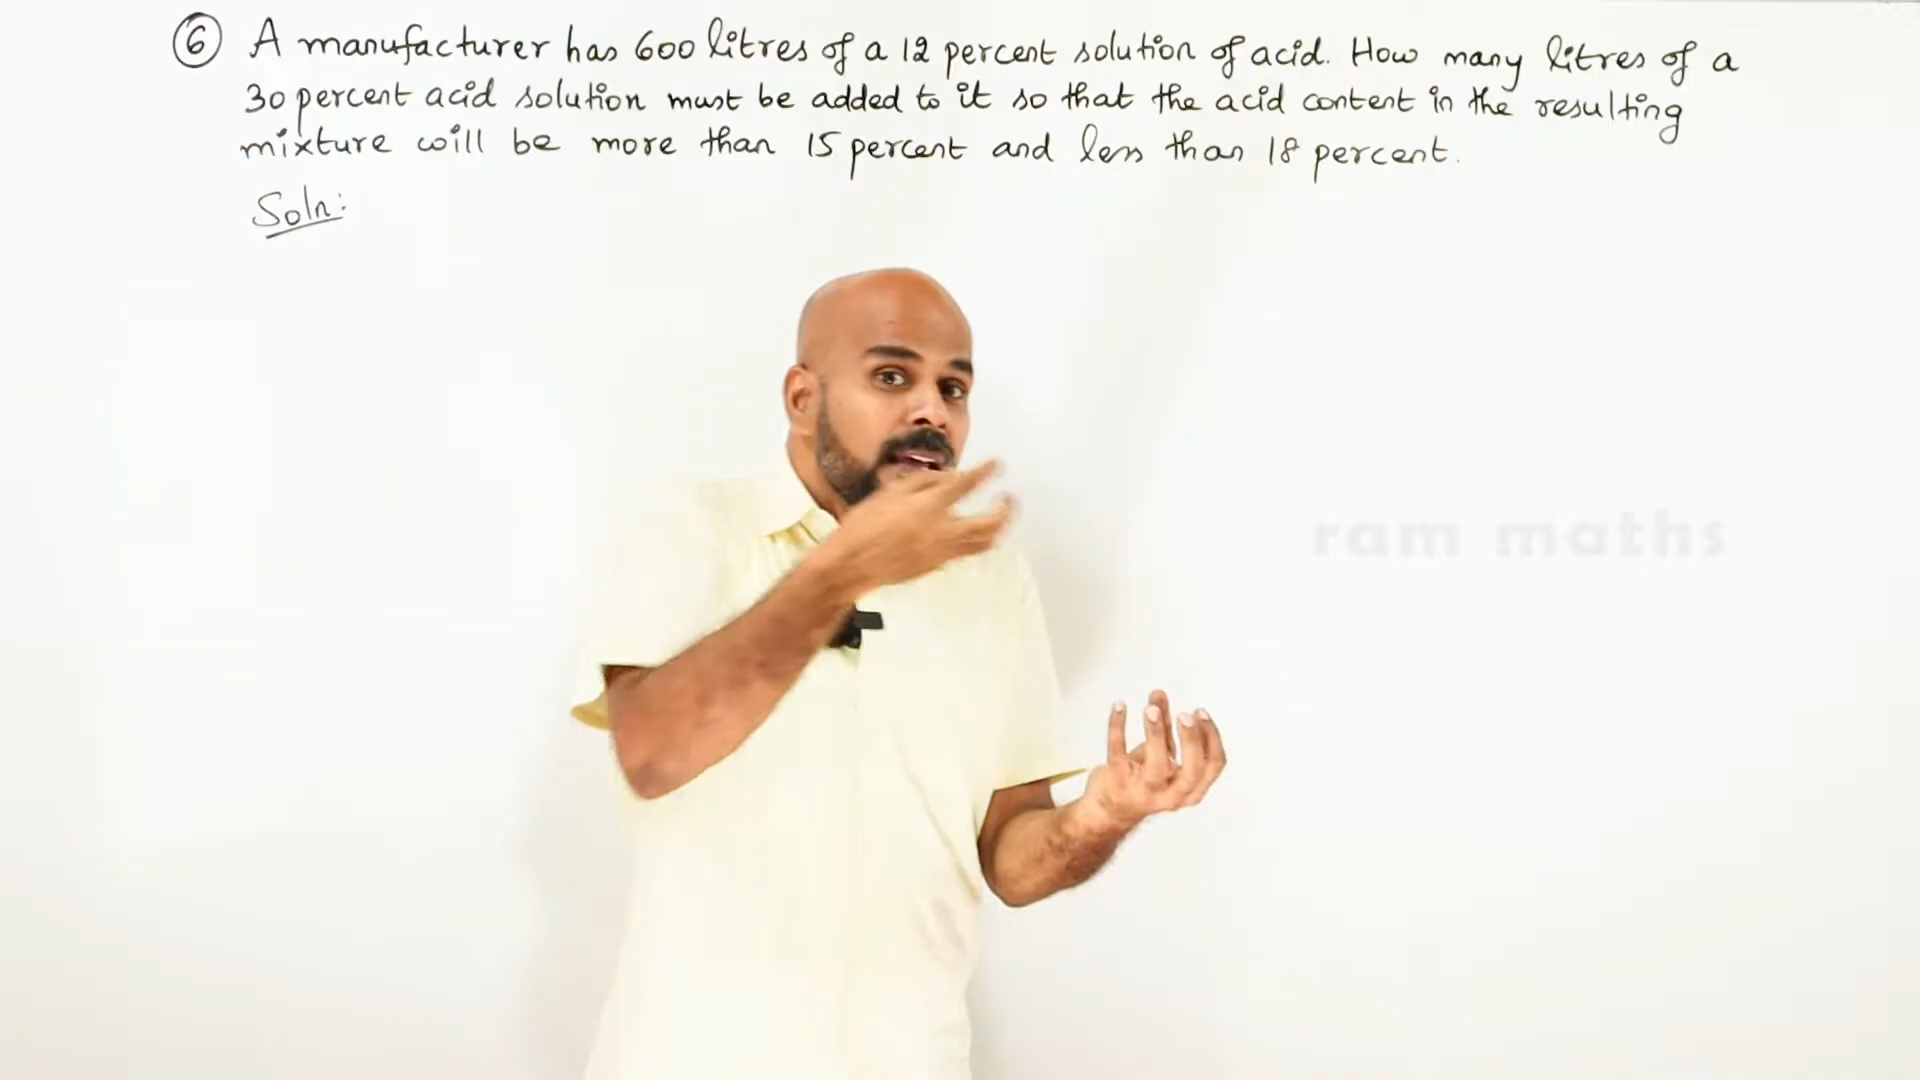 6 A manufacturer has 600 litres of a 12 percent solution of acid. How many litres of a
30 percent acid solution must be added to it so that the acid content in the resulting
mixture will be more than 15 percent and less than 18 percent.
Soln:
ram maths